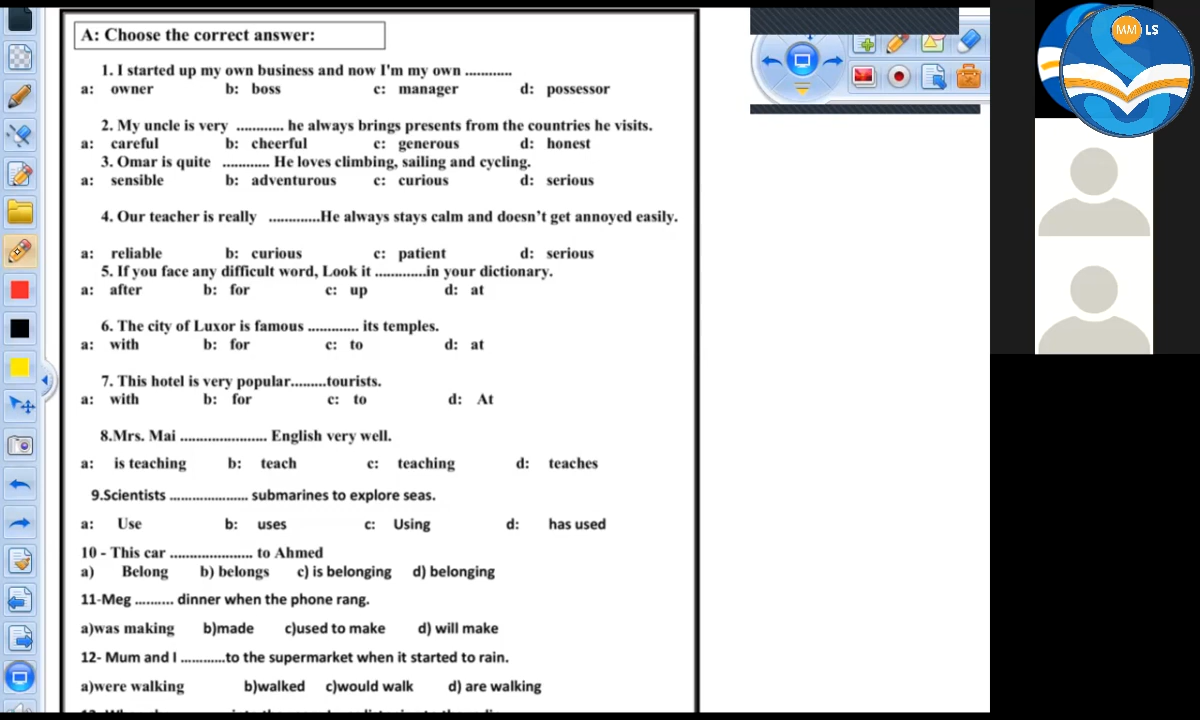 A: Choose the correct answer:
MM LS
1. I started up my own business and now I'm my own ............
a: owner b: boss c: manager d: possessor
2. My uncle is very ............ he always brings presents from the countries he visits.
a: careful b: cheerful c: generous d: honest
3. Omar is quite ............ He loves climbing, sailing and cycling.
a: sensible b: adventurous c: curious d: serious
4. Our teacher is really .............He always stays calm and doesn't get annoyed easily.
a: reliable b: curious c: patient d: serious
5. If you face any difficult word, Look it .............in your dictionary.
a: after b: for c: up d: at
6. The city of Luxor is famous ............. its temples.
a: with b: for c: to d: at
7. This hotel is very popular.........tourists.
a: with b: for c: to d: At
8.Mrs. Mai ...................... English very well.
a: is teaching b: teach c: teaching d: teaches
9.Scientists .................... submarines to explore seas.
a: Use b: uses c: Using d: has used
10 - This car ..................... to Ahmed
a) Belong b) belongs c) is belonging d) belonging
11-Meg .......... dinner when the phone rang.
a)was making b)made c)used to make d) will make
12- Mum and I ............to the supermarket when it started to rain.
a)were walking b)walked c)would walk d) are walking